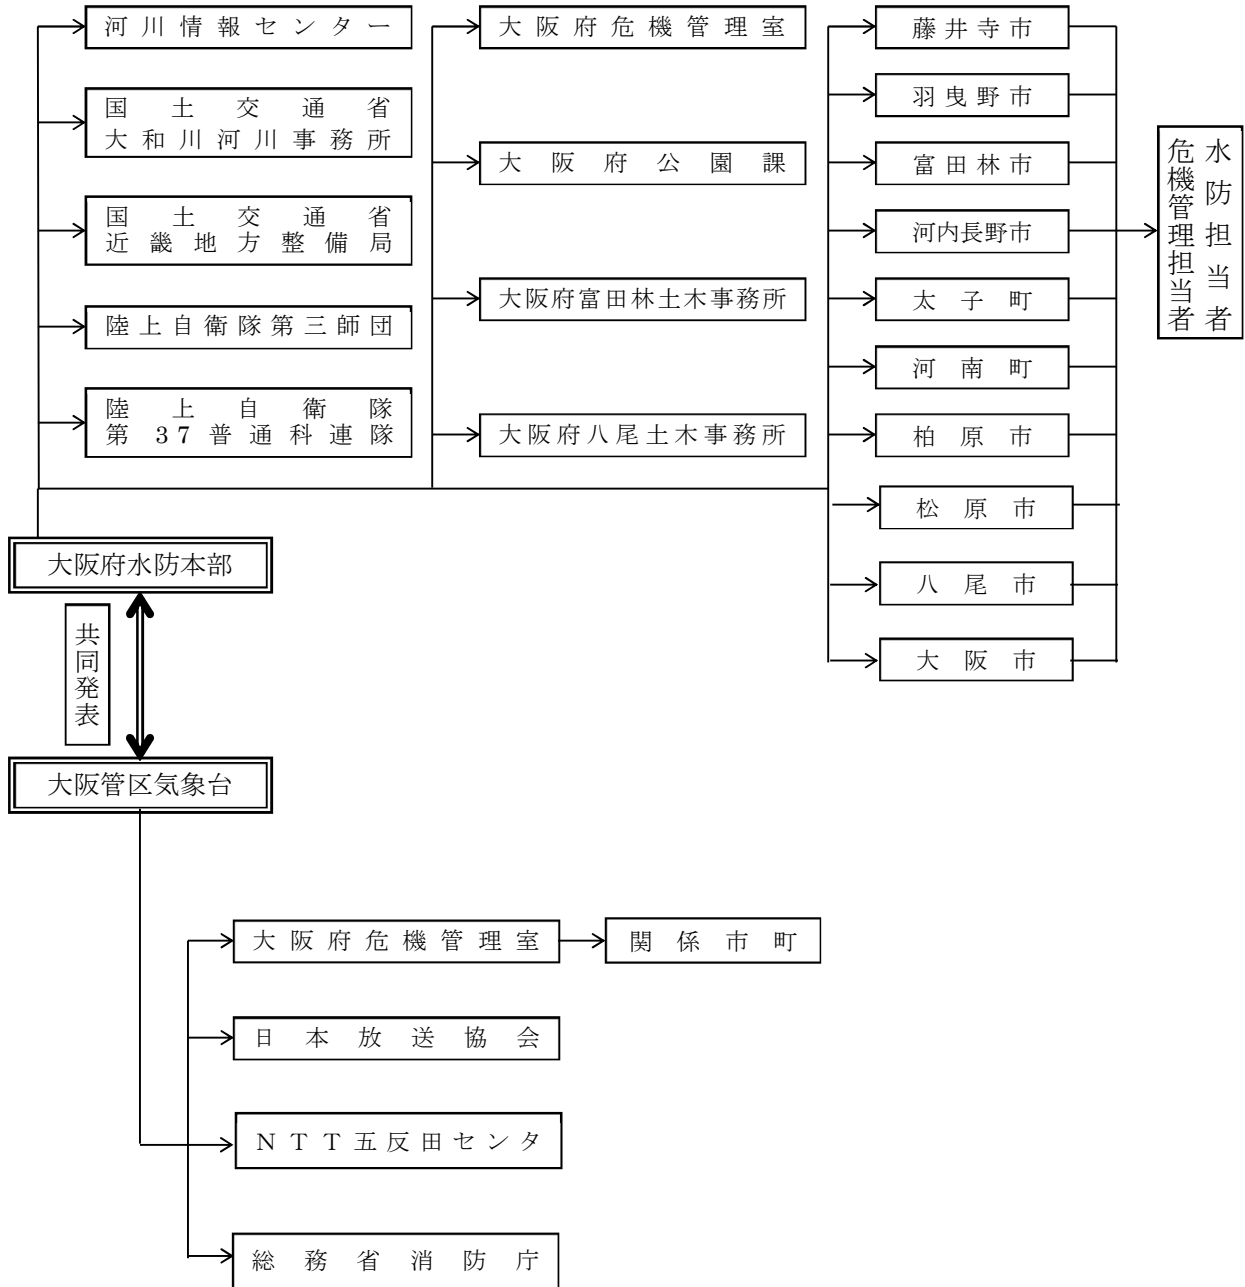 河川情報センター
国土交通省
大和川河川事務所
国土交通省
近畿地方整備局
陸上自衛隊第三師団
陸上自衛隊
第37普通科連隊
大阪府危機管理室
大阪府公園課
大阪府富田林土木事務所
大阪府八尾土木事務所
藤井寺市
羽曳野市
富田林市
河内長野市
太子町
河南町
柏原市
松原市
八尾市
大阪市
水防担当者
危機管理担当者
大阪府水防本部
共同発表
大阪管区気象台
大阪府危機管理室
関係市町
日本放送協会
NTT五反田センタ
総務省消防庁